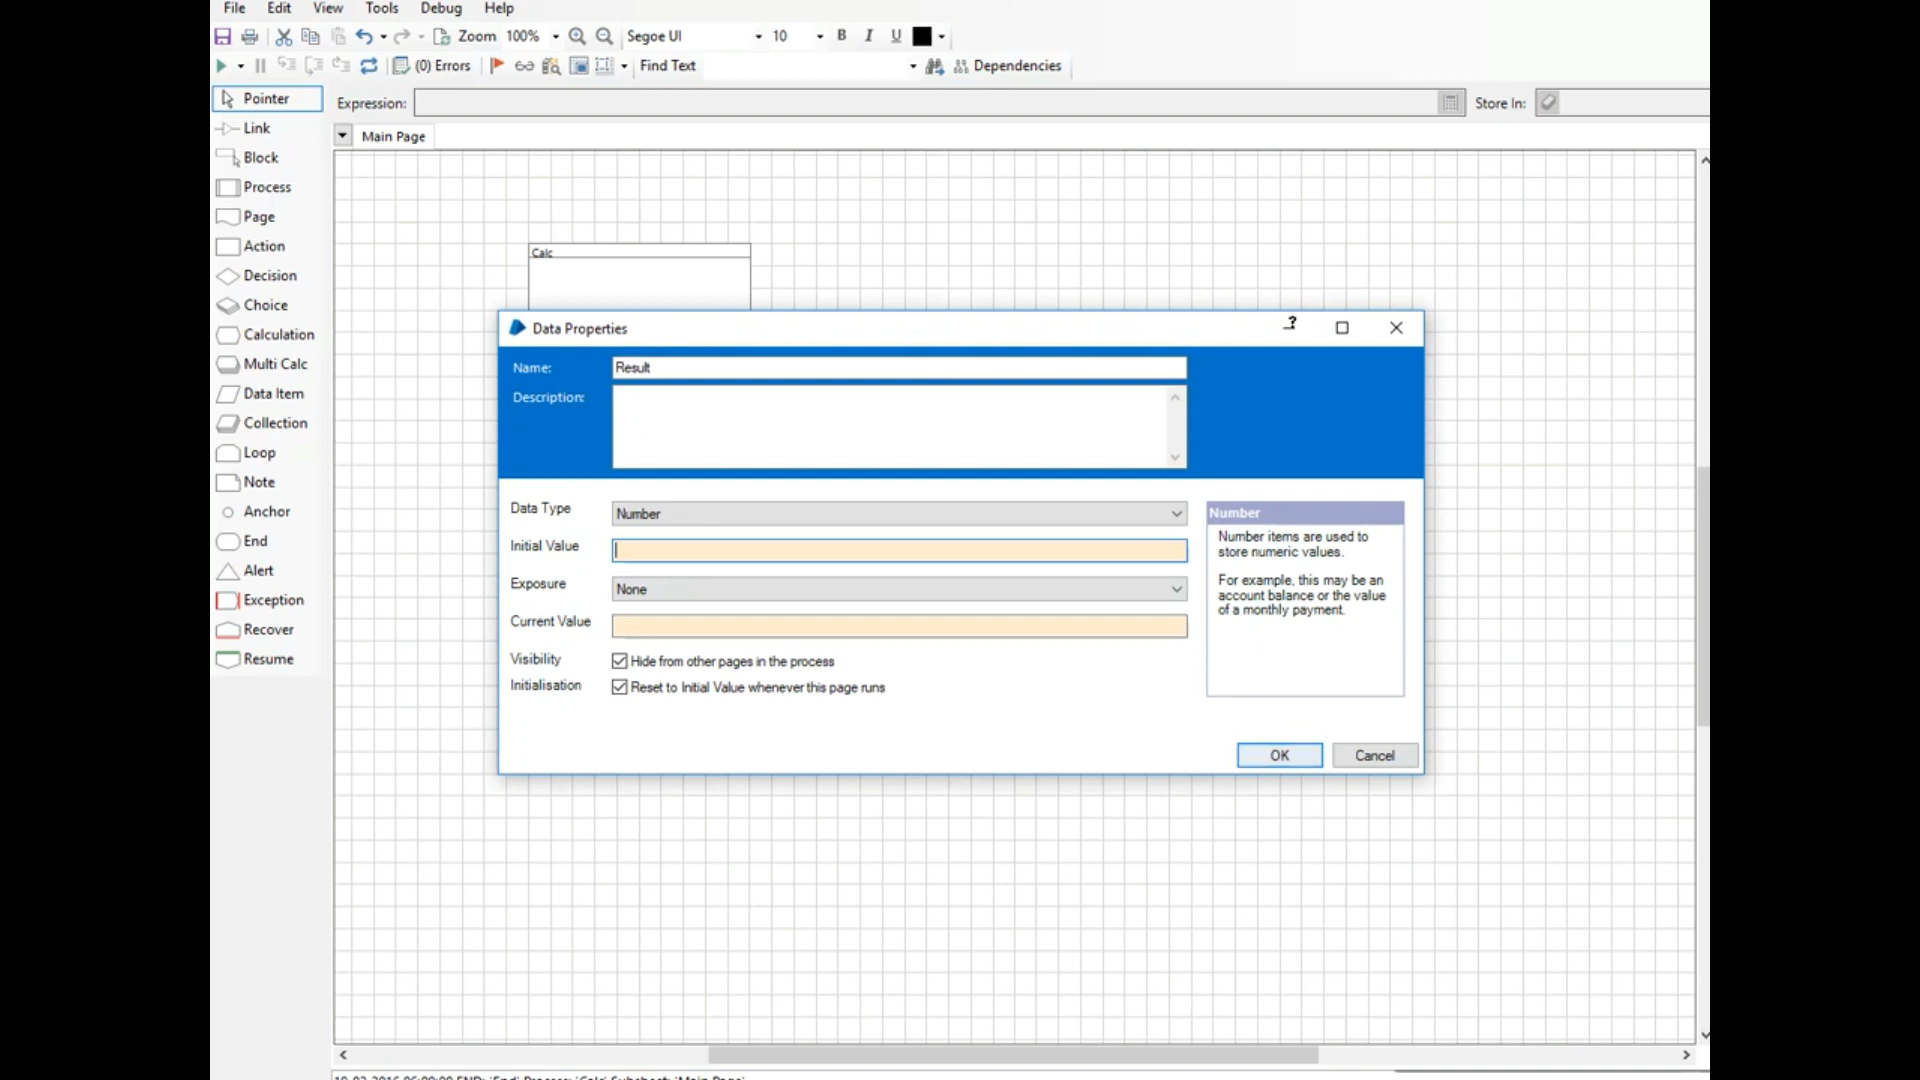 File Edit View Tools Debug Help
Zoom 100% Segoe UI 10 B I U
(0) Errors Find Text Dependencies
Pointer
Expression: Store In:
Link
Main Page
Block
Process
Page
Action
Calc
Decision
Choice
Calculation
Multi Calc
Data Item
Collection
Loop
Note
Anchor
End
Alert
Exception
Recover
Resume
Data Properties ?
Name: Result
Description:
Data Type Number
Initial Value
Exposure None
Current Value
Visibility Hide from other pages in the process
Initialisation Reset to Initial Value whenever this page runs
Number
Number items are used to
store numeric values.
For example, this may be an
account balance or the value
of a monthly payment.
OK Cancel